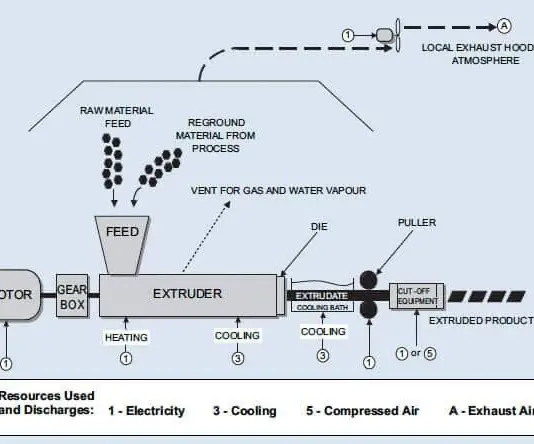 1
A
LOCAL EXHAUST HOOD
ATMOSPHERE
RAW MATERIAL
FEED
REGROUND
MATERIAL FROM
PROCESS
VENT FOR GAS AND WATER VAPOUR
FEED
DIE
PULLER
OTOR
GEAR
BOX
EXTRUDER
EXTRUDATE
COOLING BATH
CUT-OFF
EQUIPMENT
EXTRUDED PRODUCT
HEATING
COOLING
COOLING
1
1
3
3
1
1 or 5
Resources Used
and Discharges:
1 - Electricity
3 - Cooling
5 - Compressed Air
A - Exhaust Air